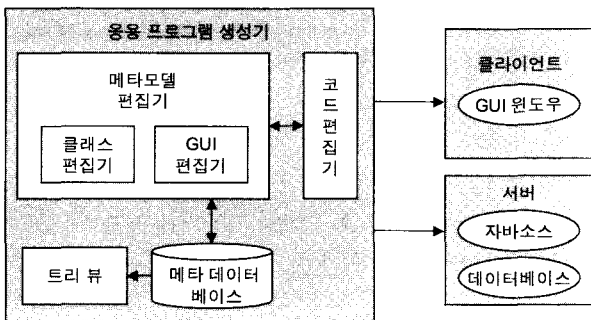 응용 프로그램 생성기
메타모델
편집기
클래스
편집기
GUI
편집기
코
드
편
집
기
트리 뷰
메타 데이터
베이스
클라이언트
GUI 윈도우
서버
자바소스
데이터베이스